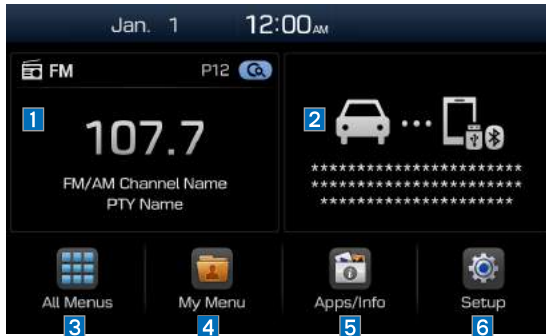 Jan. 1 12:00AM
FM P12
1
107.7
FM/AM Channel Name
PTY Name
2
***********************
***********************
*********************
All Menus My Menu Apps/Info Setup
3 4 5 6